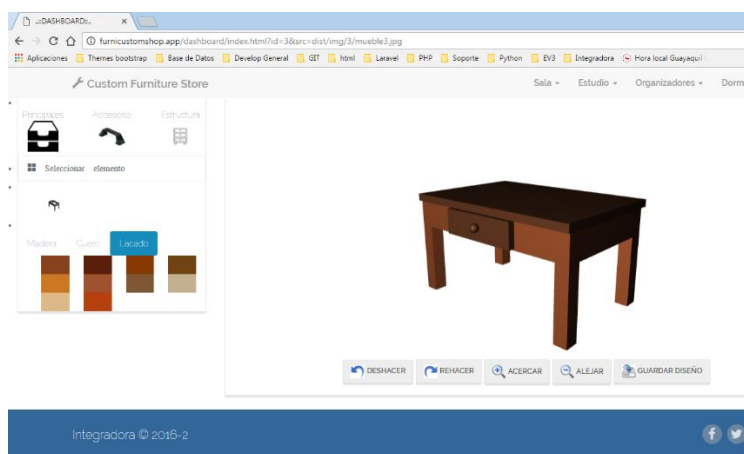 ..::DASHBOARD::..
furnicustomshop.app/dashboard/index.html?id=3&src=dist/img/3/mueble3.jpg
Aplicaciones Themes bootstrap Base de Datos Develop General GIT html Laravel PHP Soporte Python EV3 Integradora Hora local Guayaquil
Custom Furniture Store Sala Estudio Organizadores Dorm
Principales Accesorio Estructura
Seleccionar elemento
Madera Cuero Lacado
DESHACER REHACER ACERCAR ALEJAR GUARDAR DISEÑO
Integradora © 2016-2